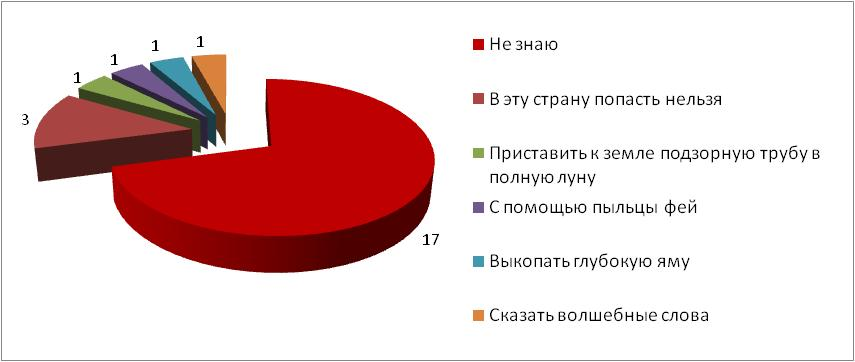 1
1
1
1
3
17
Не знаю
В эту страну попасть нельзя
Приставить к земле подзорную трубу в
полную луну
С помощью пыльцы фей
Выкопать глубокую яму
Сказать волшебные слова